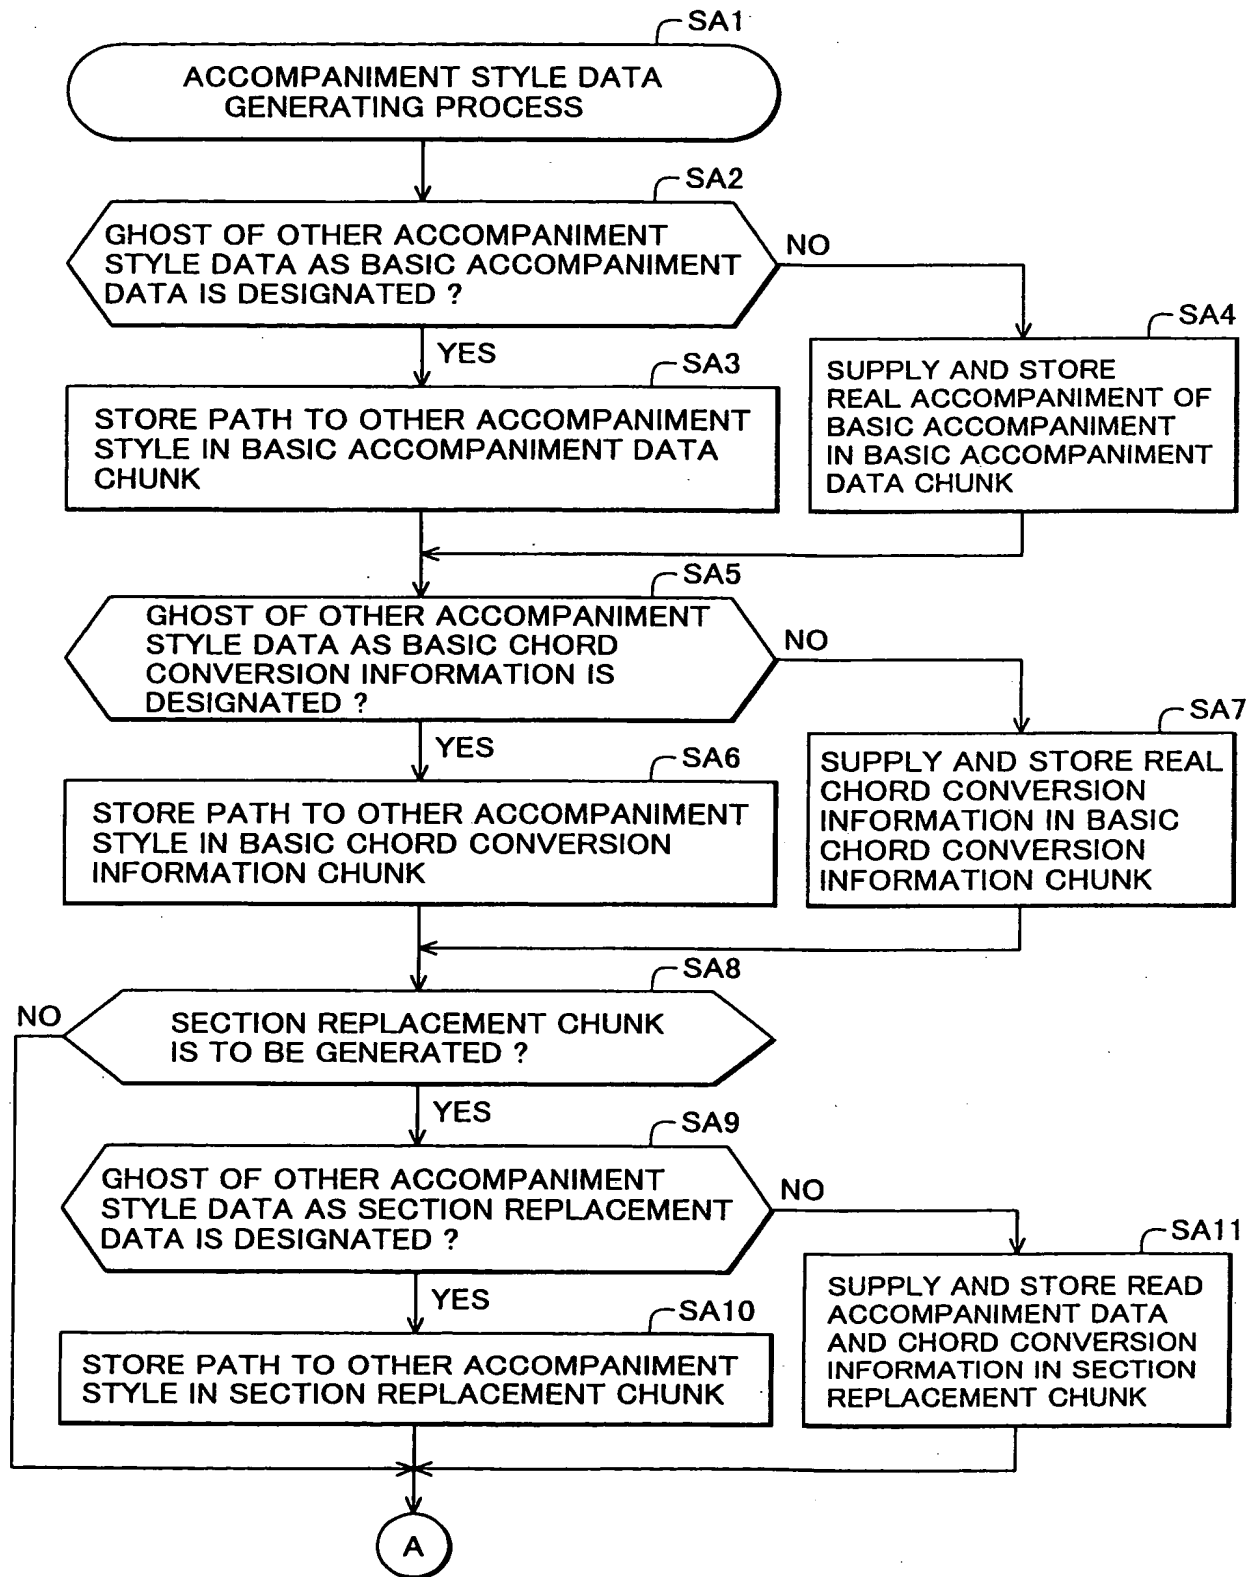 SA1
ACCOMPANIMENT STYLE DATA
GENERATING PROCESS
SA2
GHOST OF OTHER ACCOMPANIMENT
STYLE DATA AS BASIC ACCOMPANIMENT
DATA IS DESIGNATED ?
NO
YES
SA3
STORE PATH TO OTHER ACCOMPANIMENT
STYLE IN BASIC ACCOMPANIMENT DATA
CHUNK
SA4
SUPPLY AND STORE
REAL ACCOMPANIMENT OF
BASIC ACCOMPANIMENT
IN BASIC ACCOMPANIMENT
DATA CHUNK
SA5
GHOST OF OTHER ACCOMPANIMENT
STYLE DATA AS BASIC CHORD
CONVERSION INFORMATION IS
DESIGNATED ?
NO
YES
SA6
STORE PATH TO OTHER ACCOMPANIMENT
STYLE IN BASIC CHORD CONVERSION
INFORMATION CHUNK
SA7
SUPPLY AND STORE REAL
CHORD CONVERSION
INFORMATION IN BASIC
CHORD CONVERSION
INFORMATION CHUNK
SA8
NO
SECTION REPLACEMENT CHUNK
IS TO BE GENERATED ?
YES
SA9
GHOST OF OTHER ACCOMPANIMENT
STYLE DATA AS SECTION REPLACEMENT
DATA IS DESIGNATED ?
NO
YES
SA10
STORE PATH TO OTHER ACCOMPANIMENT
STYLE IN SECTION REPLACEMENT CHUNK
SA11
SUPPLY AND STORE READ
ACCOMPANIMENT DATA
AND CHORD CONVERSION
INFORMATION IN SECTION
REPLACEMENT CHUNK
A